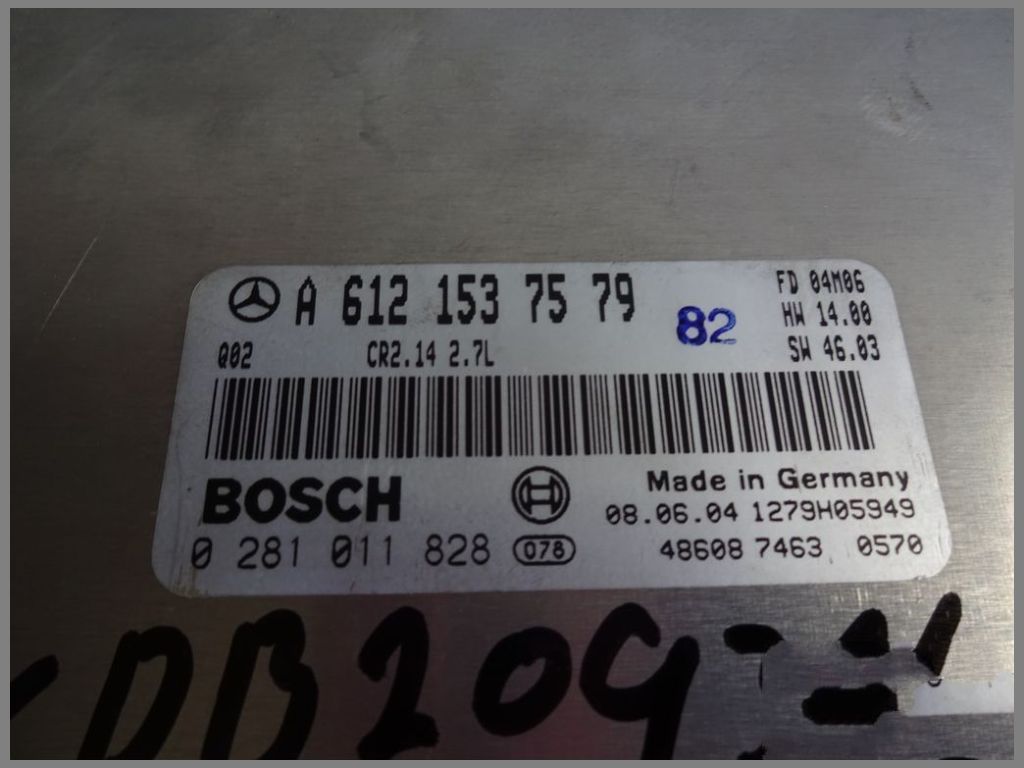 A 612 153 75 79
82
FD 04M06
HW 14.00
SW 46.03
Q02 CR2.14 2.7L
BOSCH
Made in Germany
08.06.04 1279H05949
0 281 011 828 078
48608 7463 0570
DB209